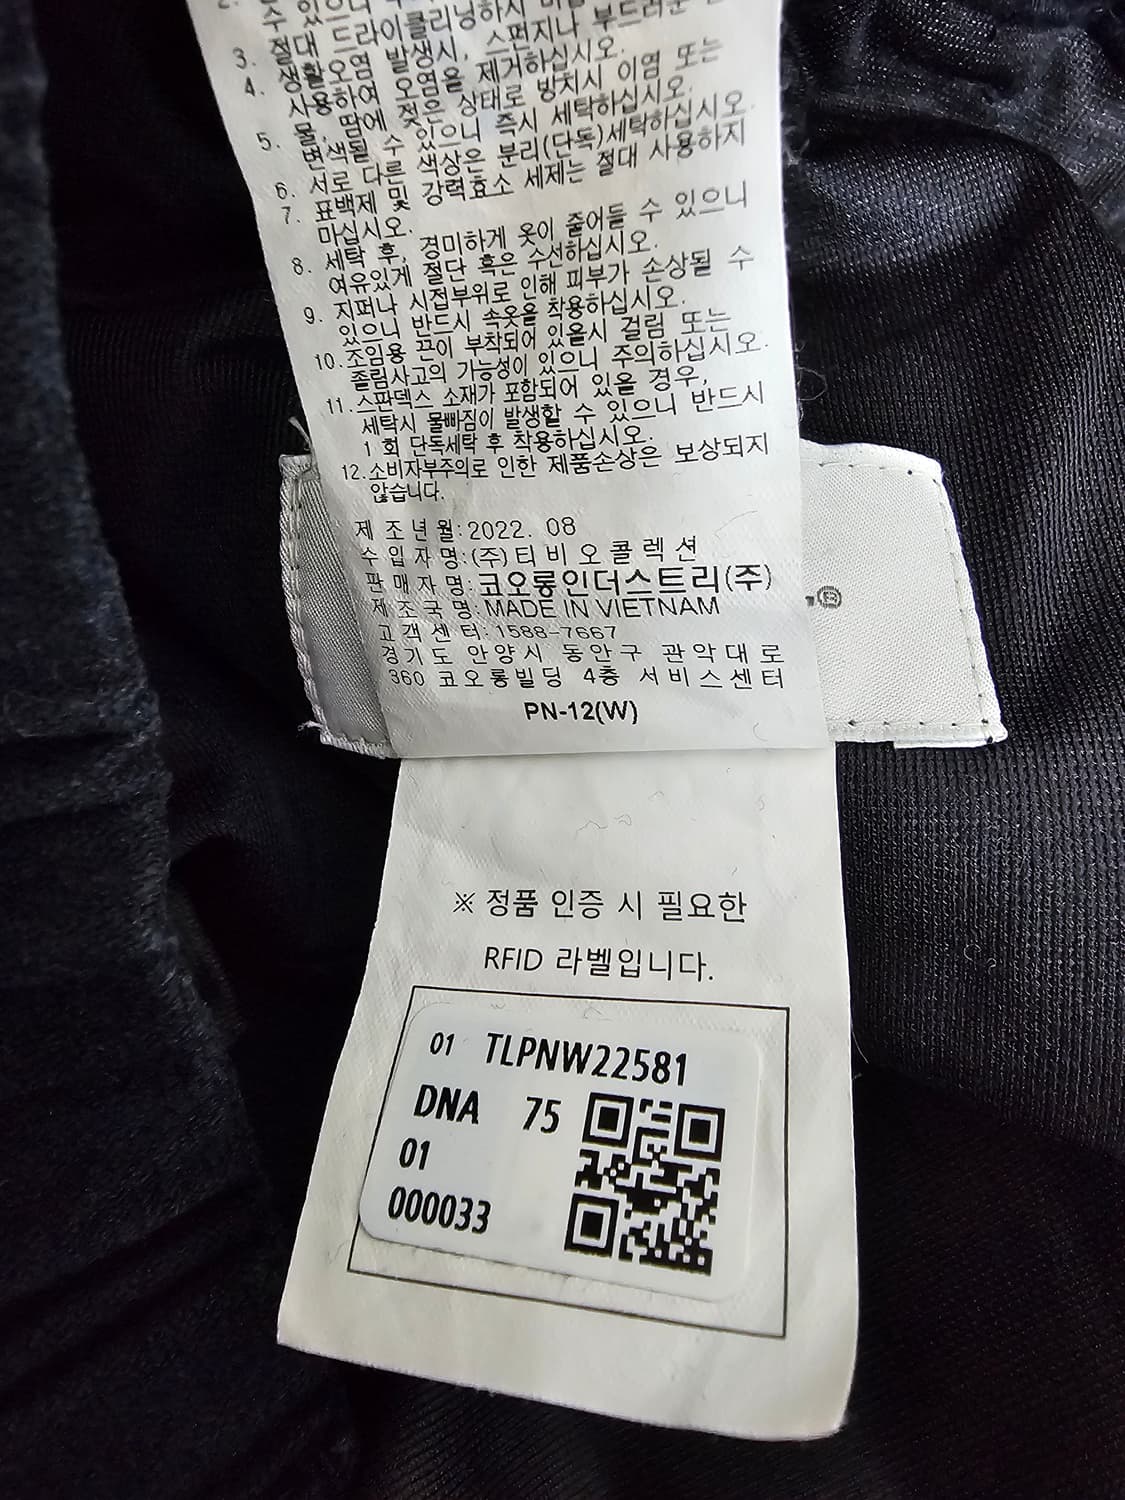 2.
드라이클리닝하시
3. 절대
발생시, 스펀지나 부드러운
4. 생활 오염 오염을 제거하십시오.
사용하여 젖은 상태로 방치시 이염 또는
물, 땀에
변색될 수 있으니 즉시 세탁하십시오.
5. 서로 다른 색상은 분리(단독)세탁하십시오.
6. 표백제 및 강력효소 세제는 절대 사용하지
마십시오.
7. 세탁 후, 경미하게 옷이 줄어들 수 있으니
여유있게 절단 혹은 수선하십시오.
8. 지퍼나 시접부위로 인해 피부가 손상될 수
있으니 반드시 속옷을 착용하십시오.
9. 조임용 끈이 부착되어 있을시 걸림 또는
졸림사고의 가능성이 있으니 주의하십시오.
10. 스판덱스 소재가 포함되어 있을 경우,
11. 세탁시 물빠짐이 발생할 수 있으니 반드시
1 회 단독세탁 후 착용하십시오.
12. 소비자부주의로 인한 제품손상은 보상되지
않습니다.
제조년월:2022. 08
수입자명:(주)티비오콜렉션
판매자명:코오롱인더스트리(주)
제조국명:MADE IN VIETNAM
®
고객센터:1588-7667
경기도 안양시 동안구 관악대로
360 코오롱빌딩 4층 서비스센터
PN-12(W)
※ 정품 인증 시 필요한
RFID 라벨입니다.
01 TLPNW22581
DNA 75
01
000033